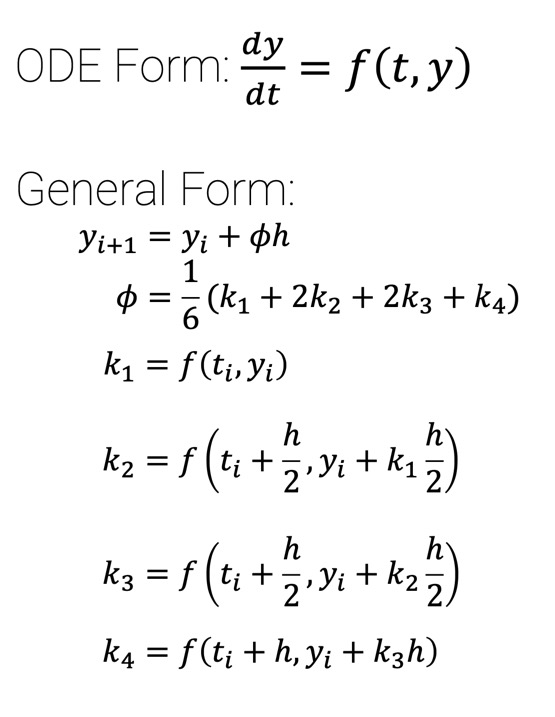 ODE Form: dy/dt = f(t, y)
General Form:
y_{i+1} = y_i + ϕh
ϕ = 1/6 (k_1 + 2k_2 + 2k_3 + k_4)
k_1 = f(t_i, y_i)
k_2 = f(t_i + h/2, y_i + k_1 h/2)
k_3 = f(t_i + h/2, y_i + k_2 h/2)
k_4 = f(t_i + h, y_i + k_3h)